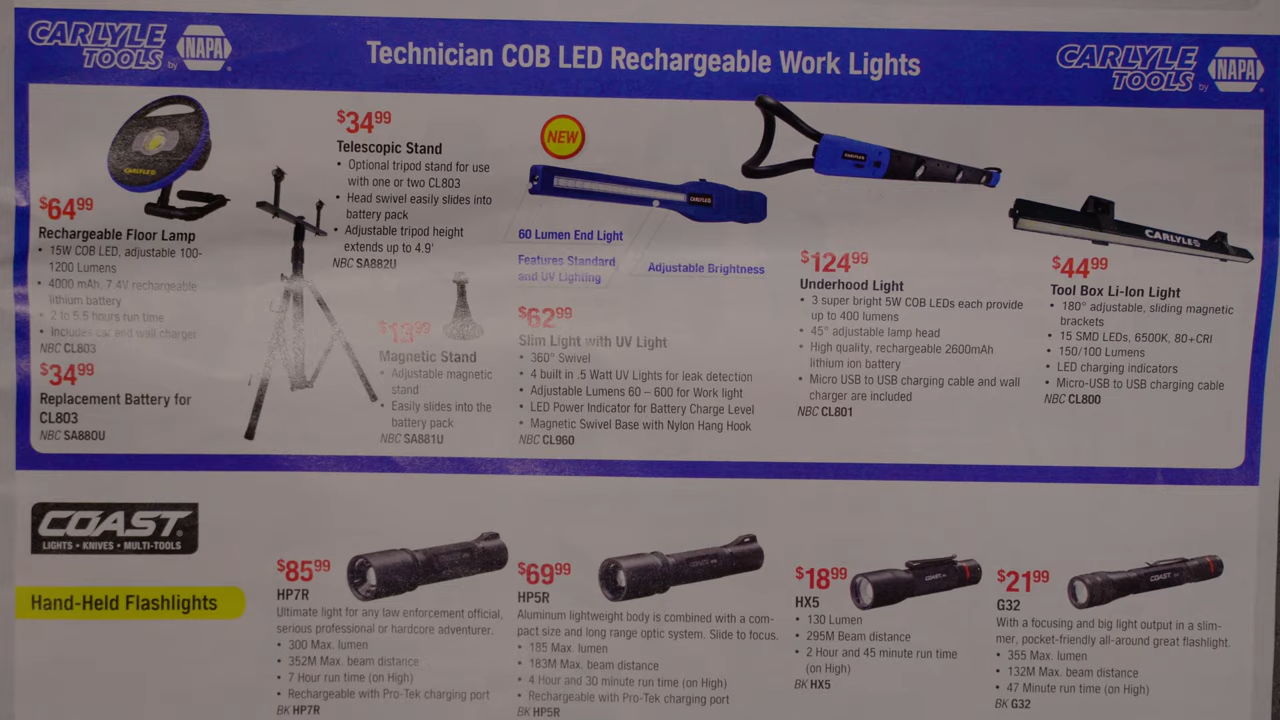 CARLYLE TOOLS by NAPA
Technician COB LED Rechargeable Work Lights
CARLYLE TOOLS by NAPA
CARLYLE
$64.99
Rechargeable Floor Lamp
• 15W COB LED, adjustable 100-
1200 Lumens
• 4000 mAh, 7.4V rechargeable
lithium battery
• 2 to 5.5 hours run time
• Includes car and wall charger
NBC CL803
$34.99
Replacement Battery for
CL803
NBC SA880U
$34.99
Telescopic Stand
• Optional tripod stand for use
with one or two CL803
• Head swivel easily slides into
battery pack
• Adjustable tripod height
extends up to 4.9'
NBC SA882U
$13.99
Magnetic Stand
• Adjustable magnetic
stand
• Easily slides into the
battery pack
NBC SA881U
NEW
CARLYLE
60 Lumen End Light
Features Standard
and UV Lighting
Adjustable Brightness
$62.99
Slim Light with UV Light
• 360° Swivel
• 4 built in .5 Watt UV Lights for leak detection
• Adjustable Lumens 60 – 600 for Work light
• LED Power Indicator for Battery Charge Level
• Magnetic Swivel Base with Nylon Hang Hook
NBC CL960
CARLYLE
$124.99
Underhood Light
• 3 super bright 5W COB LEDs each provide
up to 400 lumens
• 45° adjustable lamp head
• High quality, rechargeable 2600mAh
lithium ion battery
• Micro USB to USB charging cable and wall
charger are included
NBC CL801
CARLYLE
$44.99
Tool Box Li-Ion Light
• 180° adjustable, sliding magnetic
brackets
• 15 SMD LEDs, 6500K, 80+CRI
• 150/100 Lumens
• LED charging indicators
• Micro-USB to USB charging cable
NBC CL800
COAST®
LIGHTS • KNIVES • MULTI-TOOLS
Hand-Held Flashlights
$85.99
HP7R
Ultimate light for any law enforcement official,
serious professional or hardcore adventurer.
• 300 Max. lumen
• 352M Max. beam distance
• 7 Hour run time (on High)
• Rechargeable with Pro-Tek charging port
BK HP7R
$69.99
HP5R
Aluminum lightweight body is combined with a com-
pact size and long range optic system. Slide to focus.
• 185 Max. lumen
• 183M Max. beam distance
• 4 Hour and 30 minute run time (on High)
• Rechargeable with Pro-Tek charging port
BK HP5R
COAST
$18.99
HX5
• 130 Lumen
• 295M Beam distance
• 2 Hour and 45 minute run time
(on High)
BK HX5
COAST
$21.99
G32
With a focusing and big light output in a slim-
mer, pocket-friendly all-around great flashlight.
• 355 Max. lumen
• 132M Max. beam distance
• 47 Minute run time (on High)
BK G32